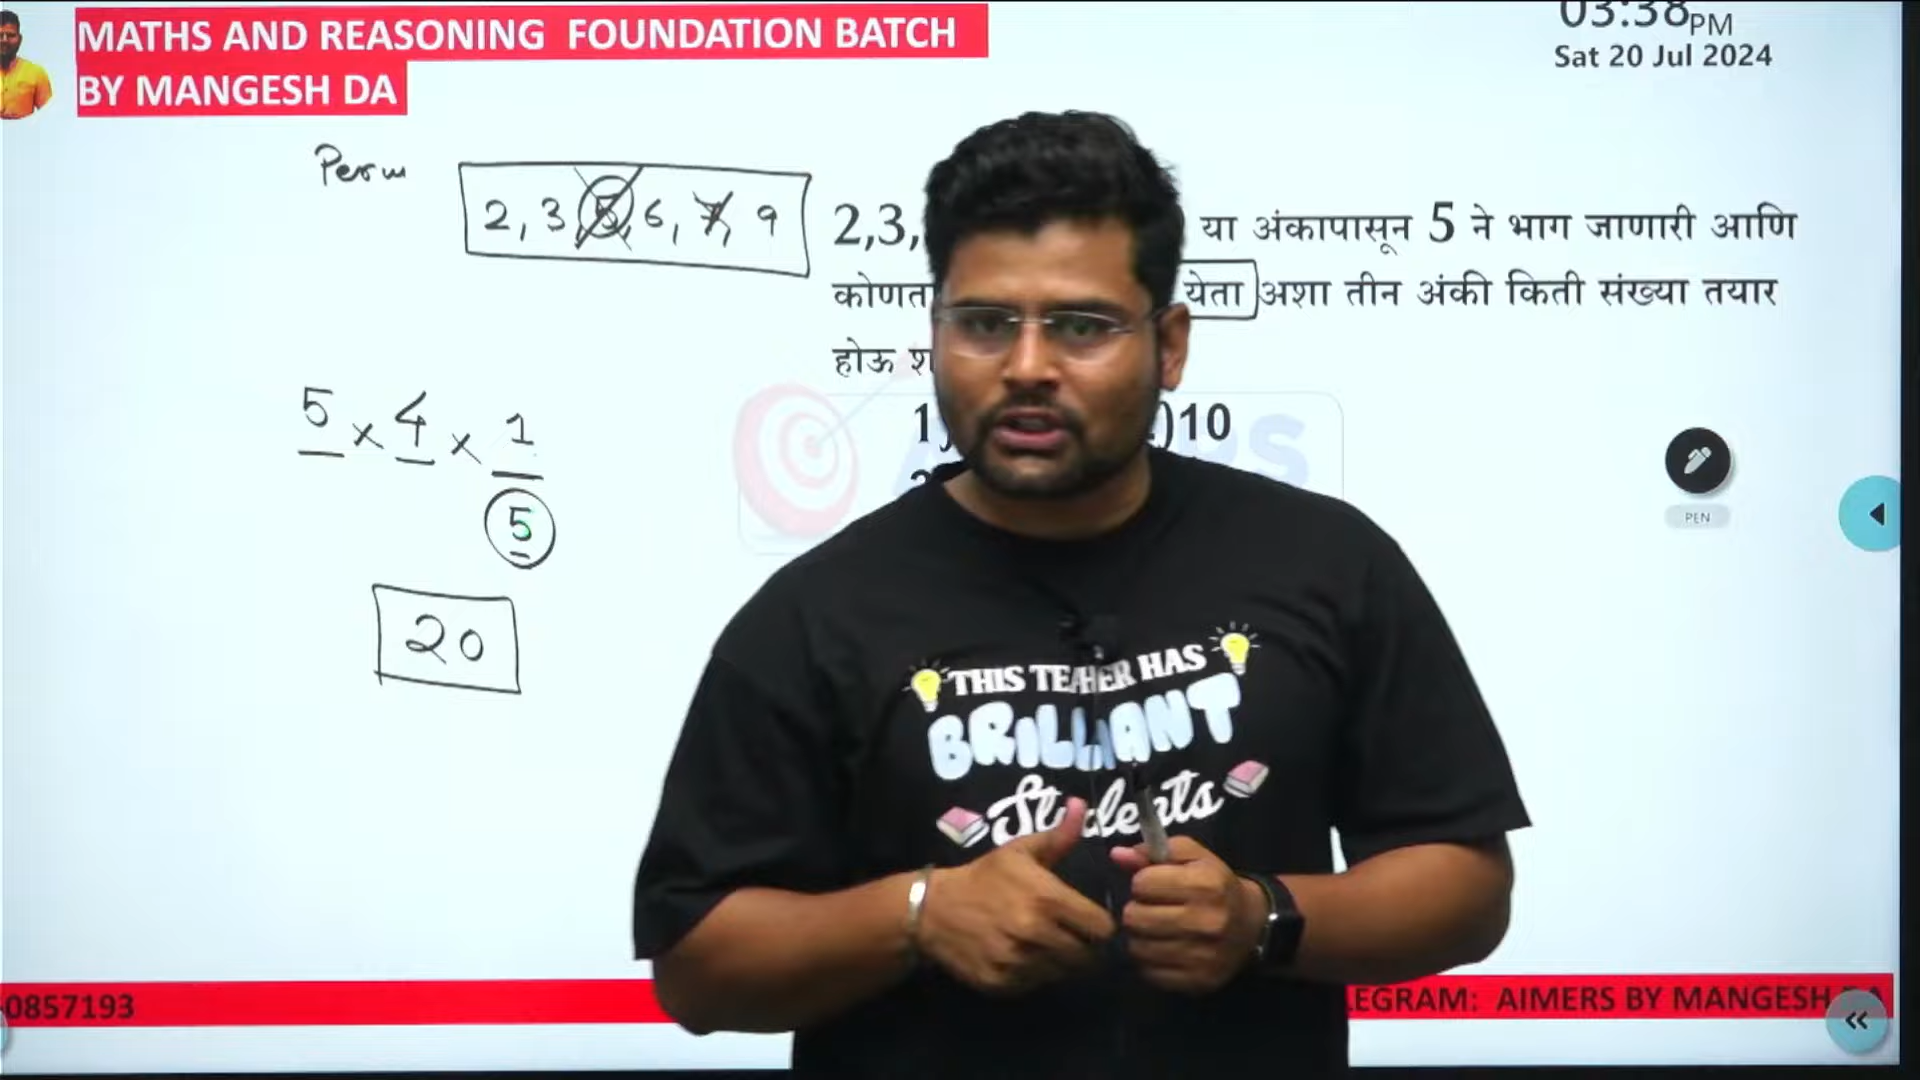 MATHS AND REASONING FOUNDATION BATCH
BY MANGESH DA
03:38PM
Sat 20 Jul 2024
Perm
2, 3, 5, 6, 7, 9
2,3,
या अंकापासून 5 ने भाग जाणारी आणि
येता अशा तीन अंकी किती संख्या तयार
होऊ
5 x 4 x 1
5
20
1)
)10
PEN
THIS TEACHER HAS
BRILLIANT
Students
0857193
AIMERS BY MANGESH